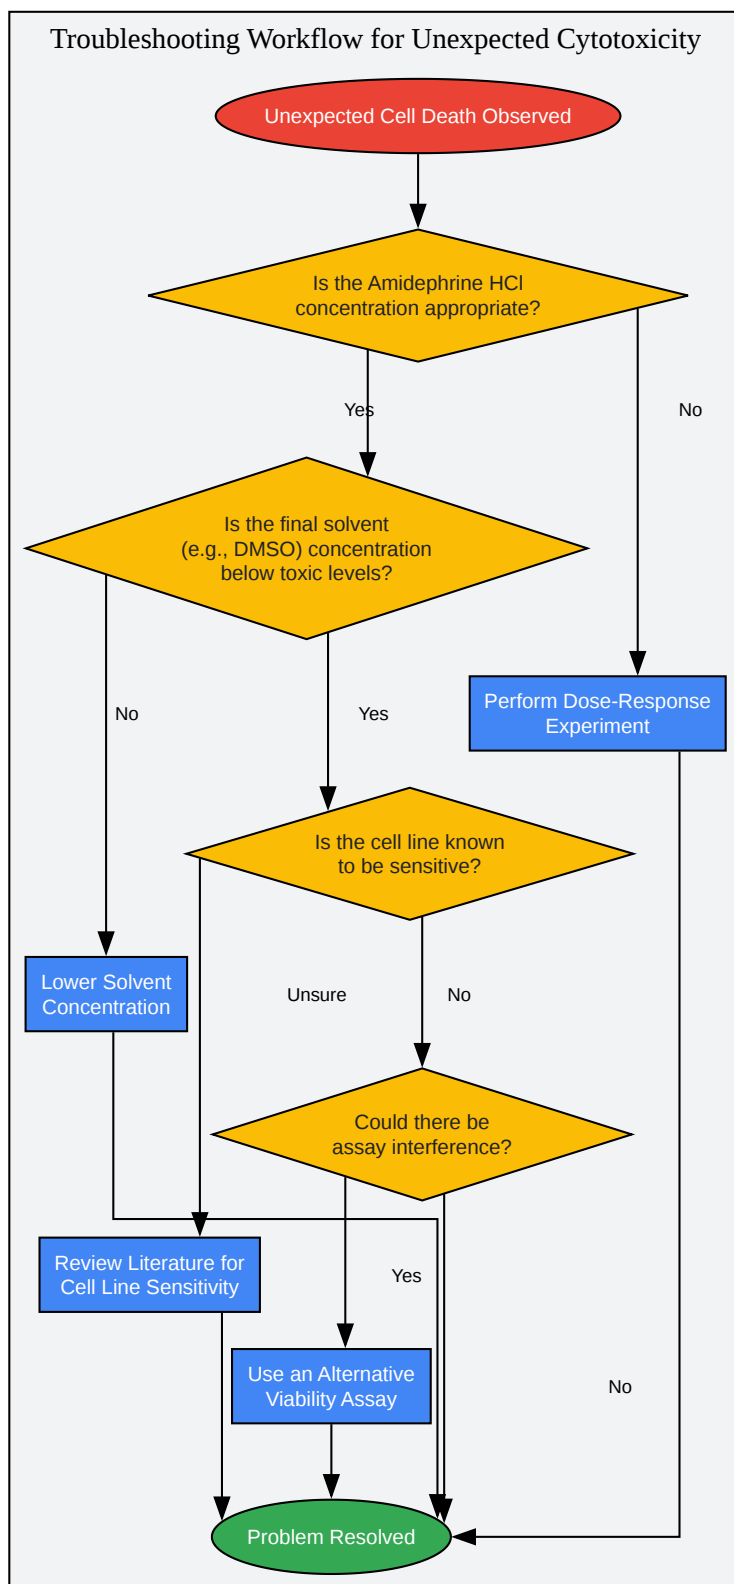 Troubleshooting Workflow for Unexpected Cytotoxicity
Unexpected Cell Death Observed
Is the Amidephrine HCl
concentration appropriate?
Yes
No
Is the final solvent
(e.g., DMSO) concentration
below toxic levels?
No
Yes
Perform Dose-Response
Experiment
Is the cell line known
to be sensitive?
Lower Solvent
Concentration
Unsure
No
Could there be
assay interference?
Review Literature for
Cell Line Sensitivity
Yes
Use an Alternative
Viability Assay
No
Problem Resolved